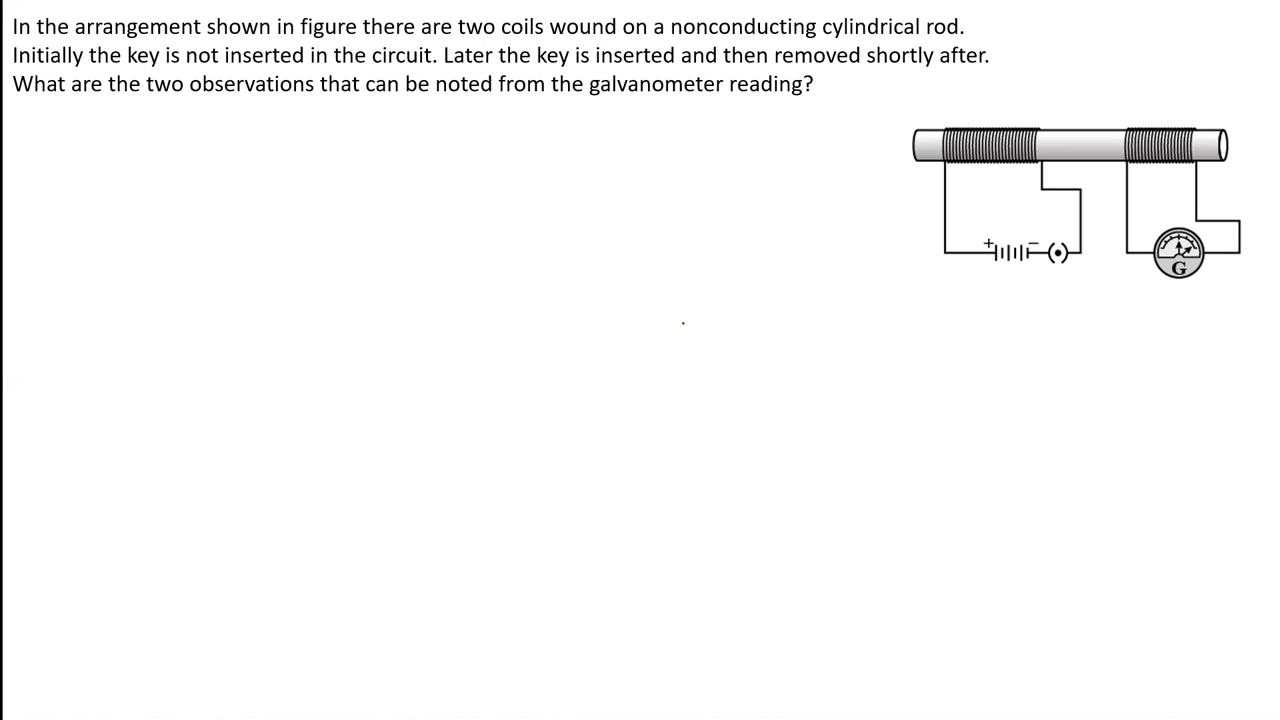 In the arrangement shown in figure there are two coils wound on a nonconducting cylindrical rod.
Initially the key is not inserted in the circuit. Later the key is inserted and then removed shortly after.
What are the two observations that can be noted from the galvanometer reading?
+ −
G